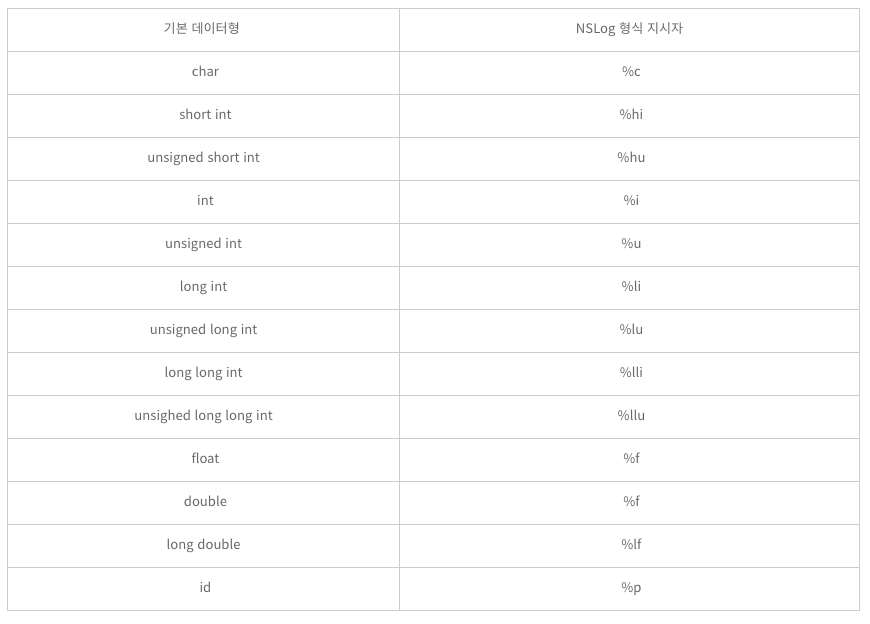 기본 데이터형 NSLog 형식 지시자
char %c
short int %hi
unsigned short int %hu
int %i
unsigned int %u
long int %li
unsigned long int %lu
long long int %lli
unsighed long long int %llu
float %f
double %f
long double %lf
id %p